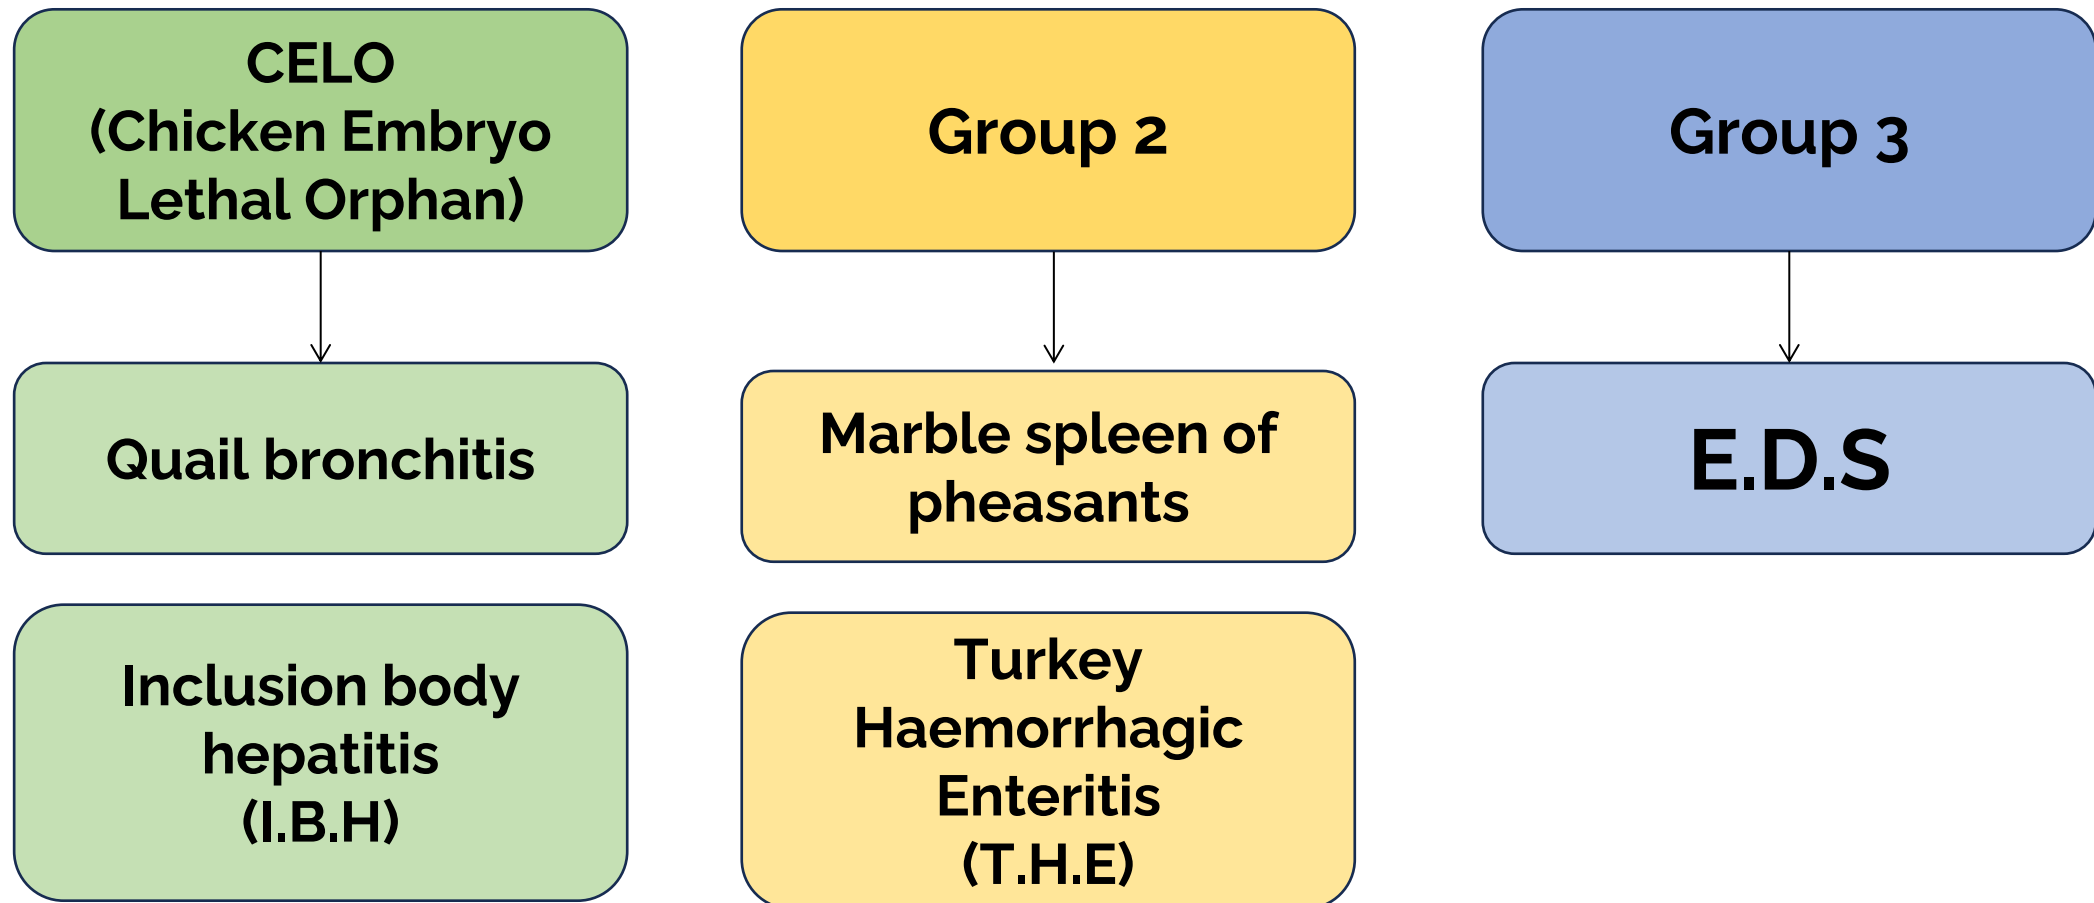 CELO
(Chicken Embryo
Lethal Orphan)
Group 2
Group 3
Quail bronchitis
Marble spleen of
pheasants
E.D.S
Inclusion body
hepatitis
(I.B.H)
Turkey
Haemorrhagic
Enteritis
(T.H.E)